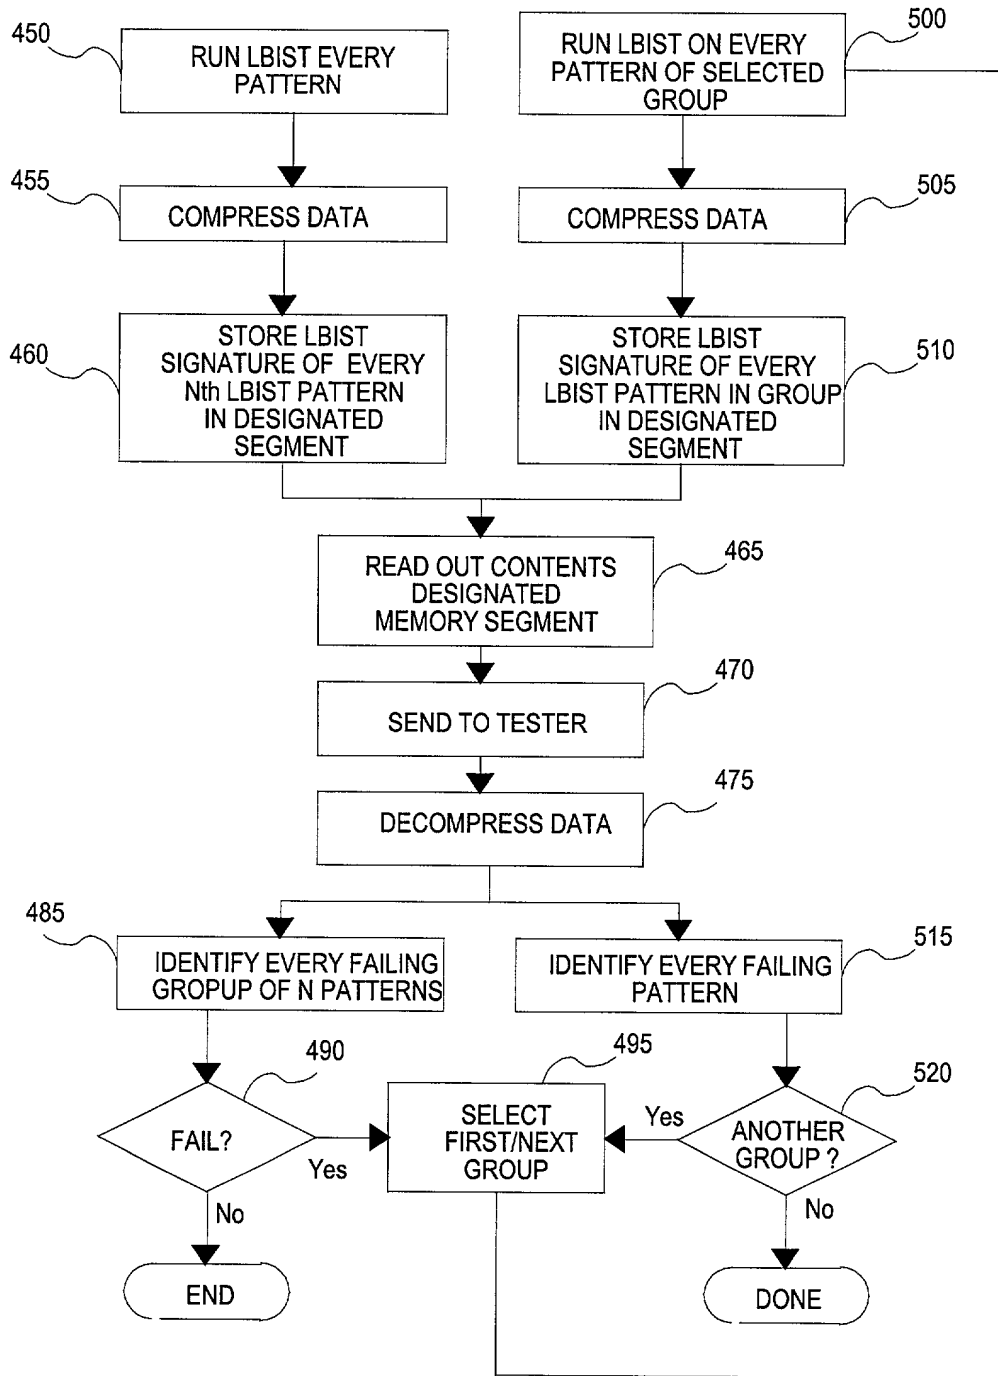 450
RUN LBIST EVERY
PATTERN
500
RUN LBIST ON EVERY
PATTERN OF SELECTED
GROUP
455
COMPRESS DATA
505
COMPRESS DATA
460
STORE LBIST
SIGNATURE OF EVERY
Nth LBIST PATTERN
IN DESIGNATED
SEGMENT
510
STORE LBIST
SIGNATURE OF EVERY
LBIST PATTERN IN GROUP
IN DESIGNATED
SEGMENT
465
READ OUT CONTENTS
DESIGNATED
MEMORY SEGMENT
470
SEND TO TESTER
475
DECOMPRESS DATA
485
IDENTIFY EVERY FAILING
GROPUP OF N PATTERNS
515
IDENTIFY EVERY FAILING
PATTERN
490
FAIL?
Yes
No
END
495
SELECT
FIRST/NEXT
GROUP
520
ANOTHER
GROUP ?
Yes
No
DONE